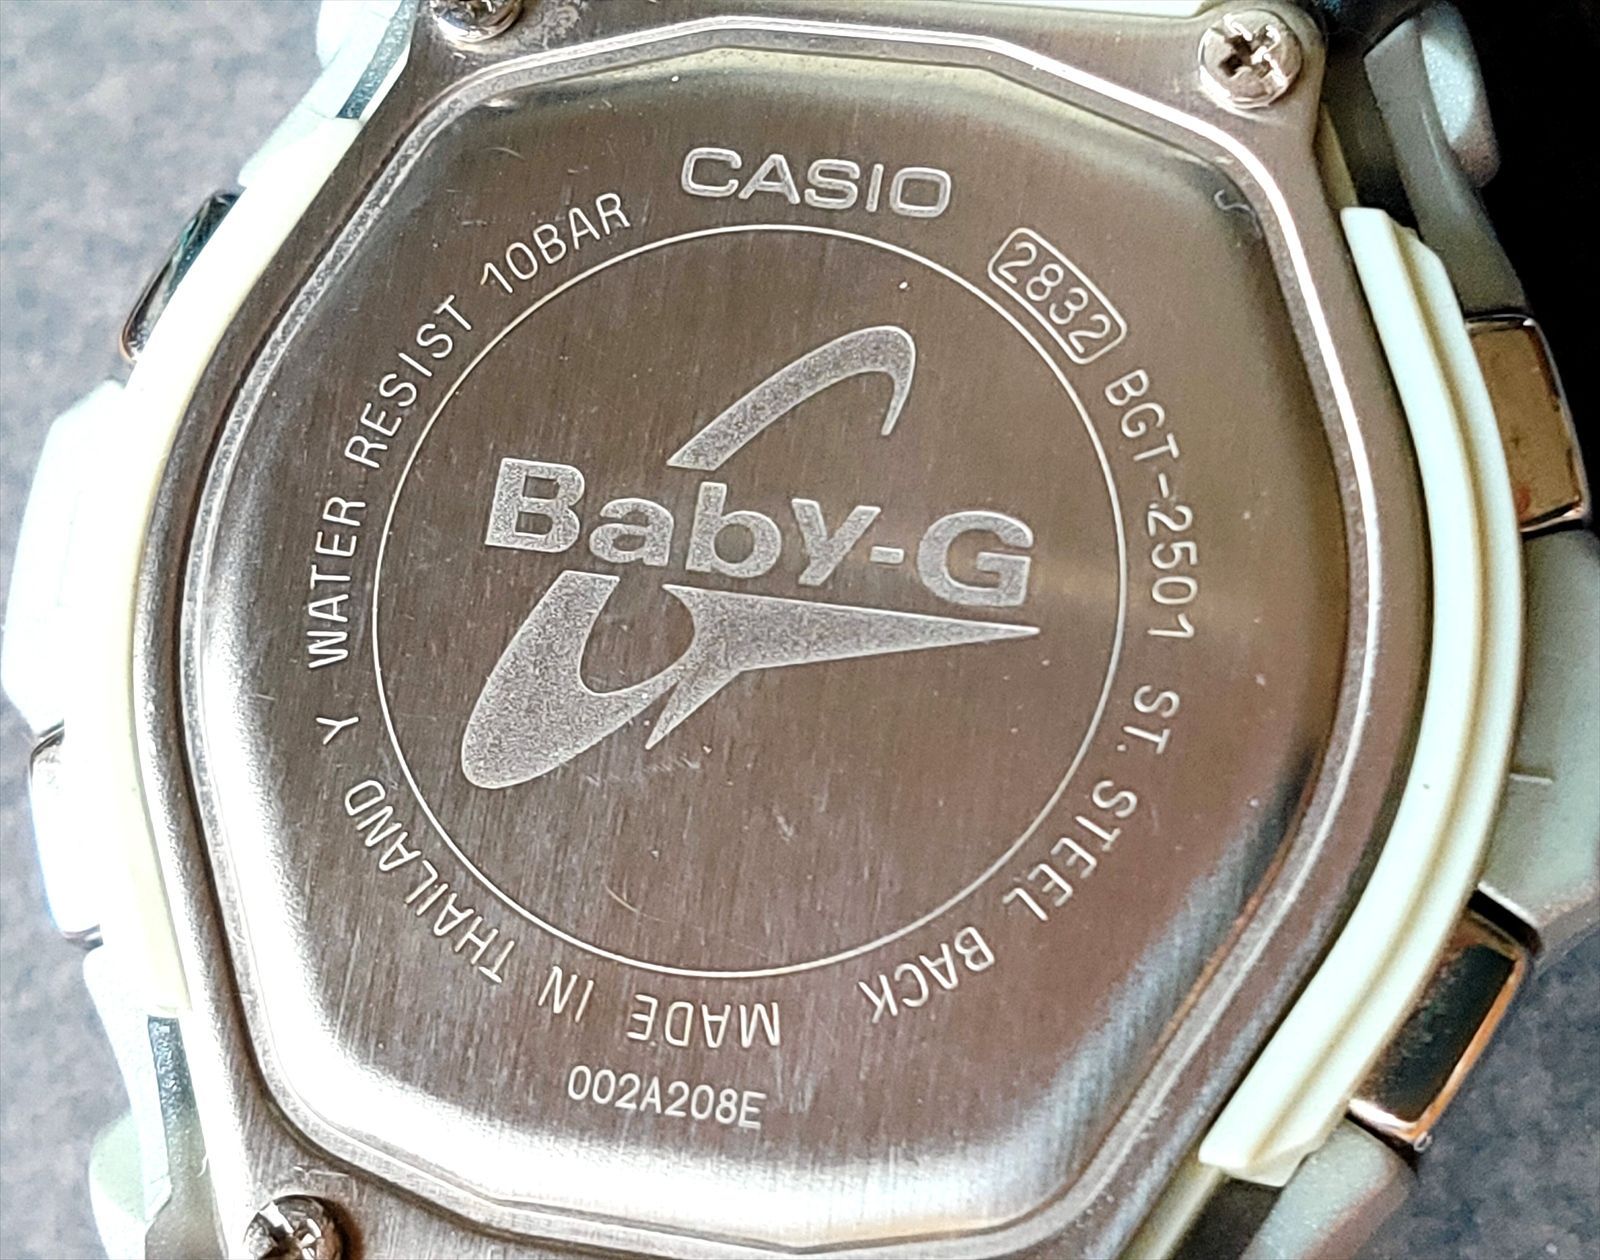 CASIO
2832 BGT-2501 ST. STEEL BACK
MADE IN THAILAND Y WATER RESIST 10BAR
Baby-G
002A208E